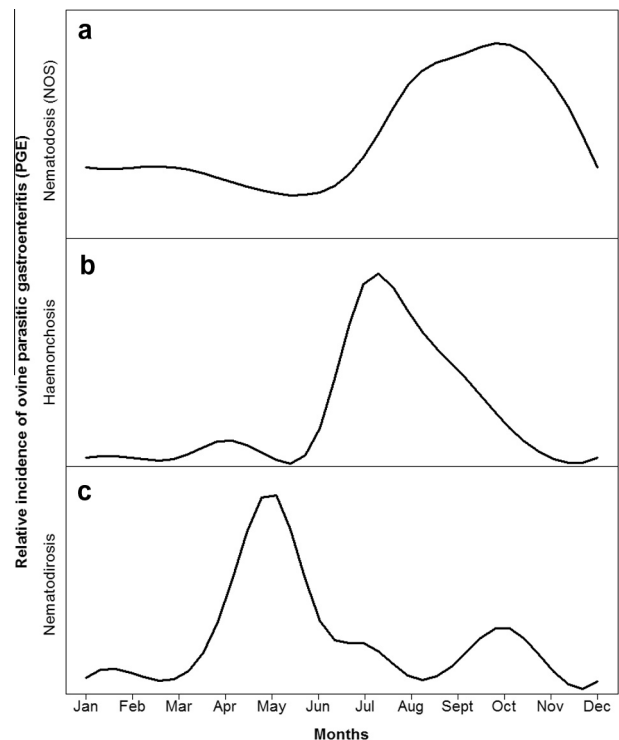 Relative incidence of ovine parasitic gastroenteritis (PGE)
a
Nematodosis (NOS)
b
Haemonchosis
c
Nematodirosis
Jan Feb Mar Apr May Jun Jul Aug Sept Oct Nov Dec
Months